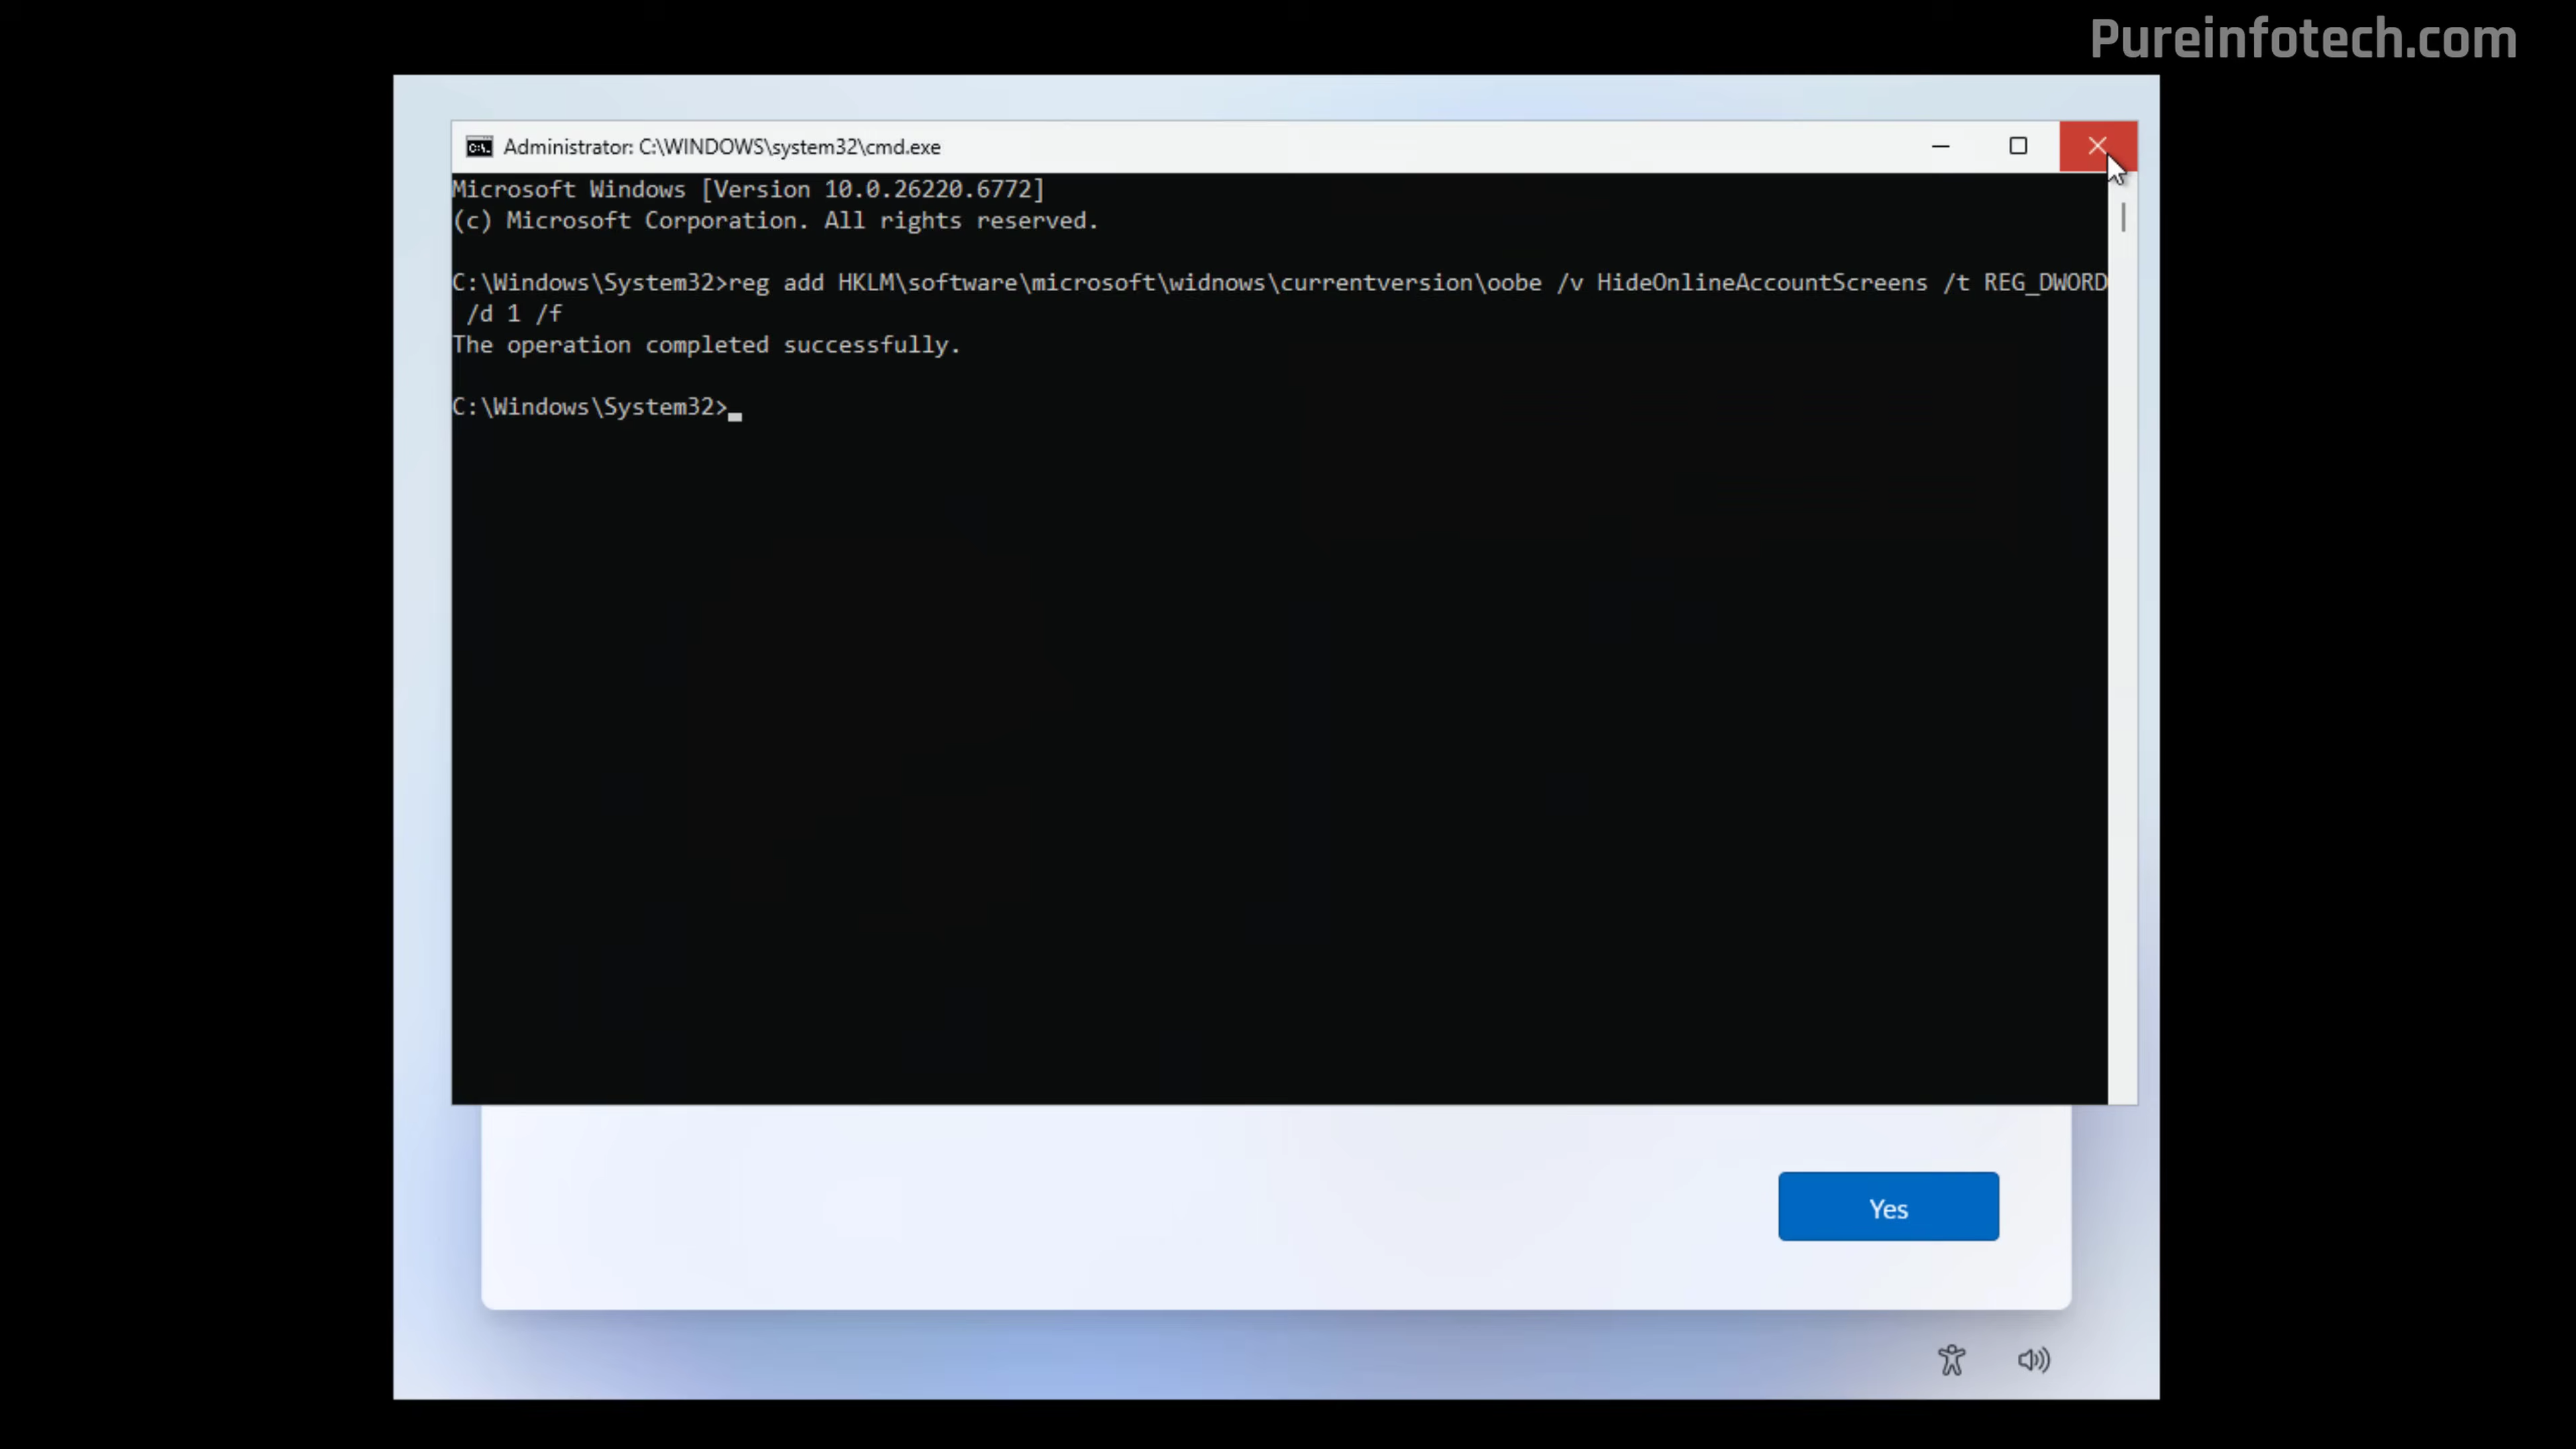 Pureinfotech.com
Administrator: C:\WINDOWS\system32\cmd.exe
Microsoft Windows [Version 10.0.26220.6772]
(c) Microsoft Corporation. All rights reserved.
C:\Windows\System32>reg add HKLM\software\microsoft\widnows\currentversion\oobe /v HideOnlineAccountScreens /t REG_DWORD
/d 1 /f
The operation completed successfully.
C:\Windows\System32>
Yes